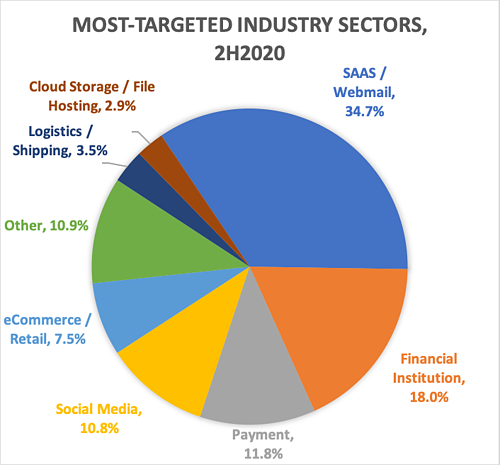 MOST-TARGETED INDUSTRY SECTORS,
2H2020
SAAS /
Webmail,
34.7%
Financial
Institution,
18.0%
Payment,
11.8%
Social Media,
10.8%
eCommerce /
Retail, 7.5%
Other, 10.9%
Logistics /
Shipping, 3.5%
Cloud Storage / File
Hosting, 2.9%